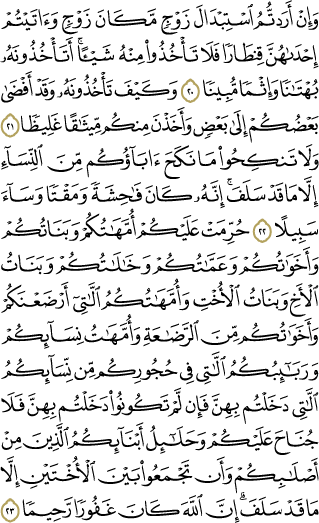 وَإِنْ أَرَدتُّمُ ٱسْتِبْدَالَ زَوْجٍ مَّكَانَ زَوْجٍ وَءَاتَيْتُمْ
إِحْدَىٰهُنَّ قِنطَارًا فَلَا تَأْخُذُوا۟ مِنْهُ شَيْـًٔا ۚ أَتَأْخُذُونَهُۥ
بُهْتَـٰنًا وَإِثْمًا مُّبِينًا ٢٠ وَكَيْفَ تَأْخُذُونَهُۥ وَقَدْ أَفْضَىٰ
بَعْضُكُمْ إِلَىٰ بَعْضٍ وَأَخَذْنَ مِنكُم مِّيثَـٰقًا غَلِيظًا ٢١
وَلَا تَنكِحُوا۟ مَا نَكَحَ ءَابَآؤُكُم مِّنَ ٱلنِّسَآءِ
إِلَّا مَا قَدْ سَلَفَ ۚ إِنَّهُۥ كَانَ فَـٰحِشَةً وَمَقْتًا وَسَآءَ
سَبِيلًا ٢٢ حُرِّمَتْ عَلَيْكُمْ أُمَّهَـٰتُكُمْ وَبَنَاتُكُمْ
وَأَخَوَٰتُكُمْ وَعَمَّـٰتُكُمْ وَخَـٰلَـٰتُكُمْ وَبَنَاتُ
ٱلْأَخِ وَبَنَاتُ ٱلْأُخْتِ وَأُمَّهَـٰتُكُمُ ٱلَّـٰتِىٓ أَرْضَعْنَكُمْ
وَأَخَوَٰتُكُم مِّنَ ٱلرَّضَـٰعَةِ وَأُمَّهَـٰتُ نِسَآئِكُمْ
وَرَبَـٰٓئِبُكُمُ ٱلَّـٰتِى فِى حُجُورِكُم مِّن نِّسَآئِكُمُ
ٱلَّـٰتِى دَخَلْتُم بِهِنَّ فَإِن لَّمْ تَكُونُوا۟ دَخَلْتُم بِهِنَّ فَلَا
جُنَاحَ عَلَيْكُمْ وَحَلَـٰٓئِلُ أَبْنَآئِكُمُ ٱلَّذِينَ مِنْ
أَصْلَـٰبِكُمْ وَأَن تَجْمَعُوا۟ بَيْنَ ٱلْأُخْتَيْنِ إِلَّا
مَا قَدْ سَلَفَ ۗ إِنَّ ٱللَّهَ كَانَ غَفُورًا رَّحِيمًا ٢٣